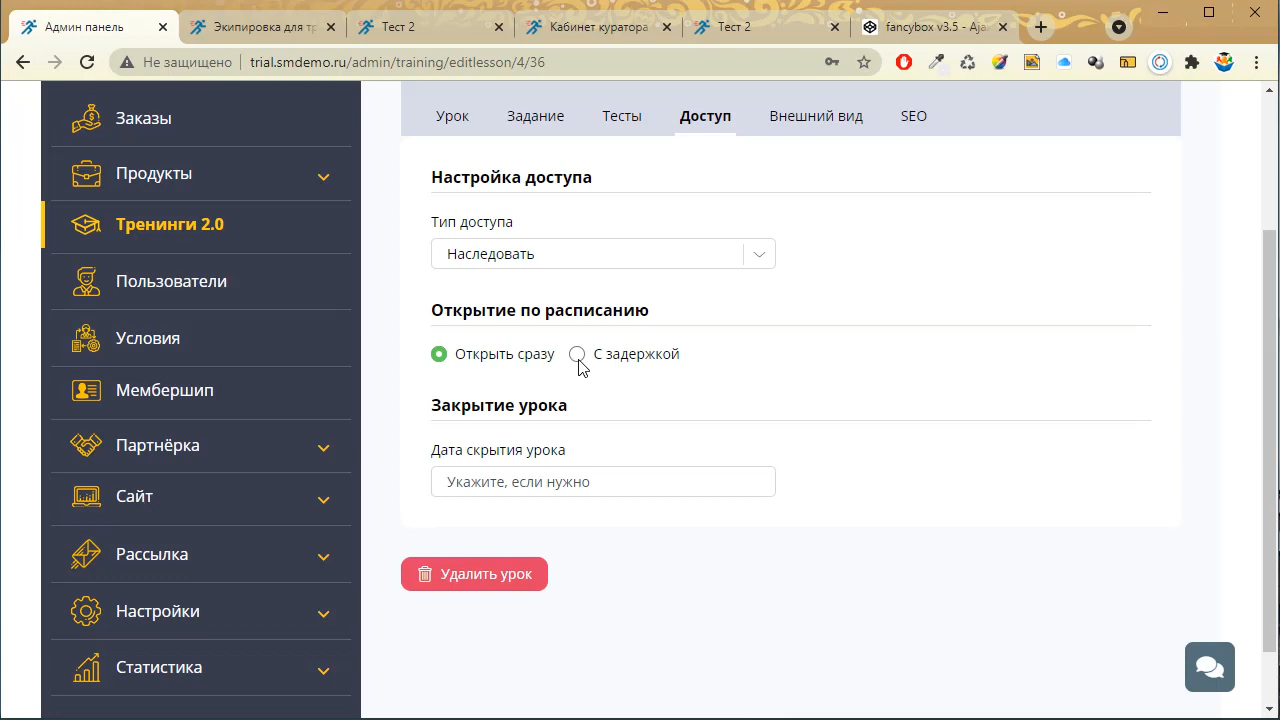 Админ панель
Экипировка для тр
Тест 2
Кабинет куратора
Тест 2
fancybox v3.5 - Аja
Не защищено
trial.smdemo.ru/admin/training/editlesson/4/36
Заказы
Продукты
Тренинги 2.0
Пользователи
Условия
Мембершип
Партнёрка
Сайт
Рассылка
Настройки
Статистика
Урок Задание Тесты Доступ Внешний вид SEO
Настройка доступа
Тип доступа
Наследовать
Открытие по расписанию
Открыть сразу С задержкой
Закрытие урока
Дата скрытия урока
Укажите, если нужно
Удалить урок